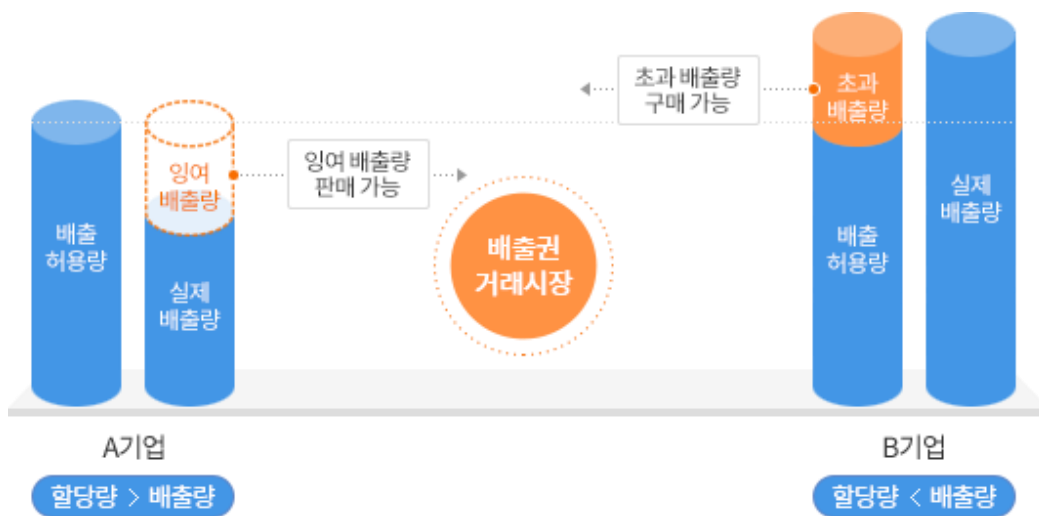 배출
허용량
잉여
배출량
실제
배출량
잉여 배출량
판매 가능
배출권
거래시장
초과 배출량
구매 가능
초과
배출량
배출
허용량
실제
배출량
A기업
할당량 > 배출량
B기업
할당량 < 배출량